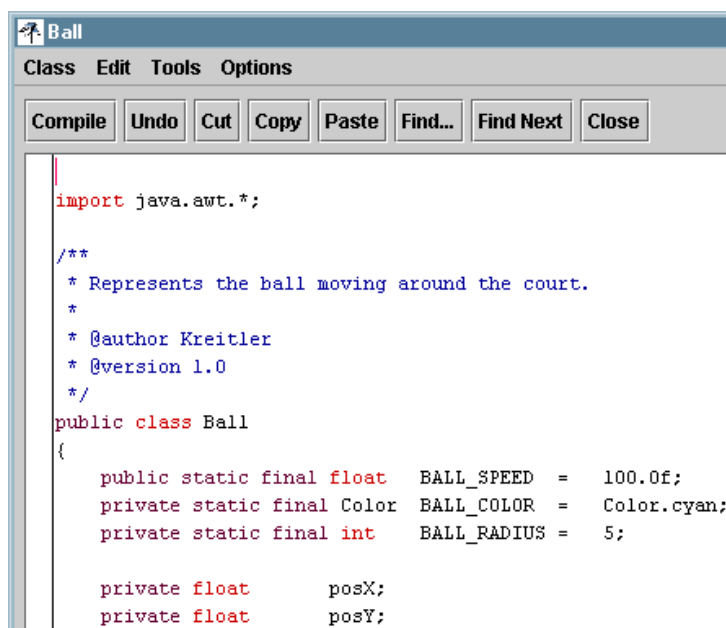 Ball
Class Edit Tools Options
Compile Undo Cut Copy Paste Find... Find Next Close
import java.awt.*;
/**
* Represents the ball moving around the court.
*
* @author Kreitler
* @version 1.0
*/
public class Ball
{
public static final float BALL_SPEED = 100.0f;
private static final Color BALL_COLOR = Color.cyan;
private static final int BALL_RADIUS = 5;
private float posX;
private float posY;